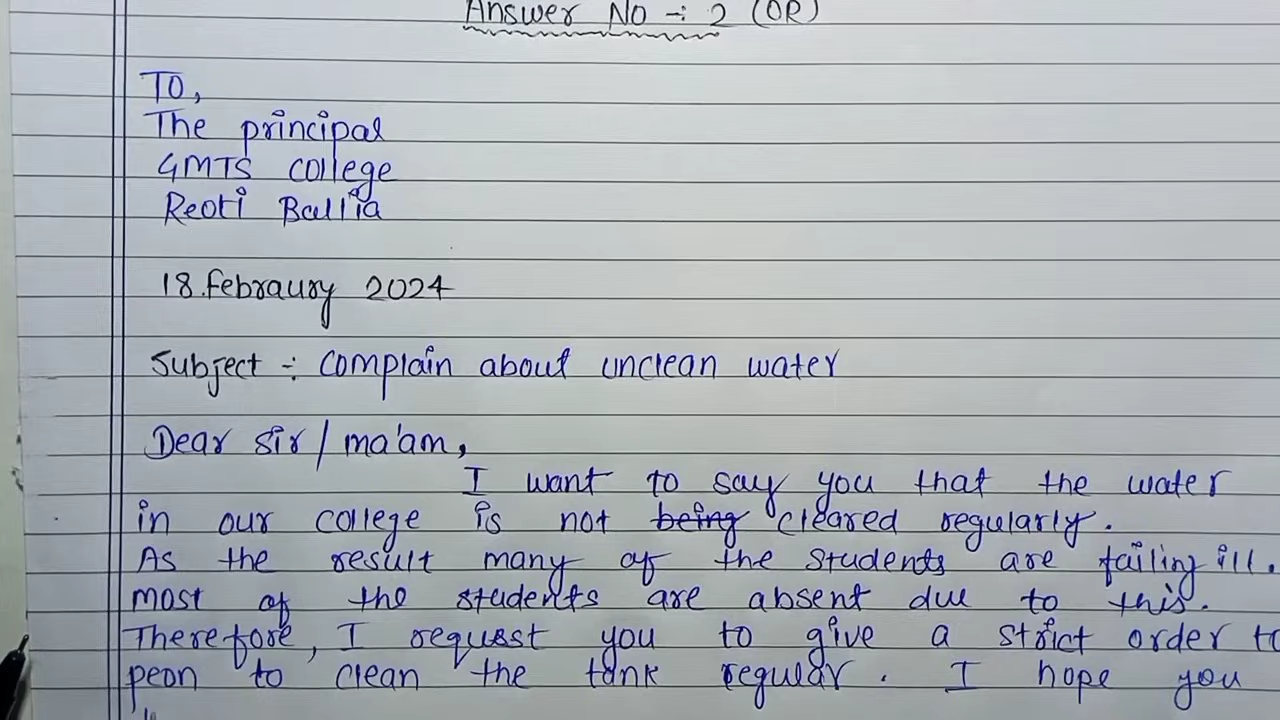 Answer No -: 2 (OR)
To,
The principal
GMTS college
Reoti Ballia
18.Febraury 2024
Subject -: complain about unclean water
Dear sir/ma'am,
I want to say you that the water
in our college is not being cleared regularly.
As the result many of the students are failing ill.
most of the students are absent due to this.
Therefore, I request you to give a strict order to
peon to clean the tank regular. I hope you